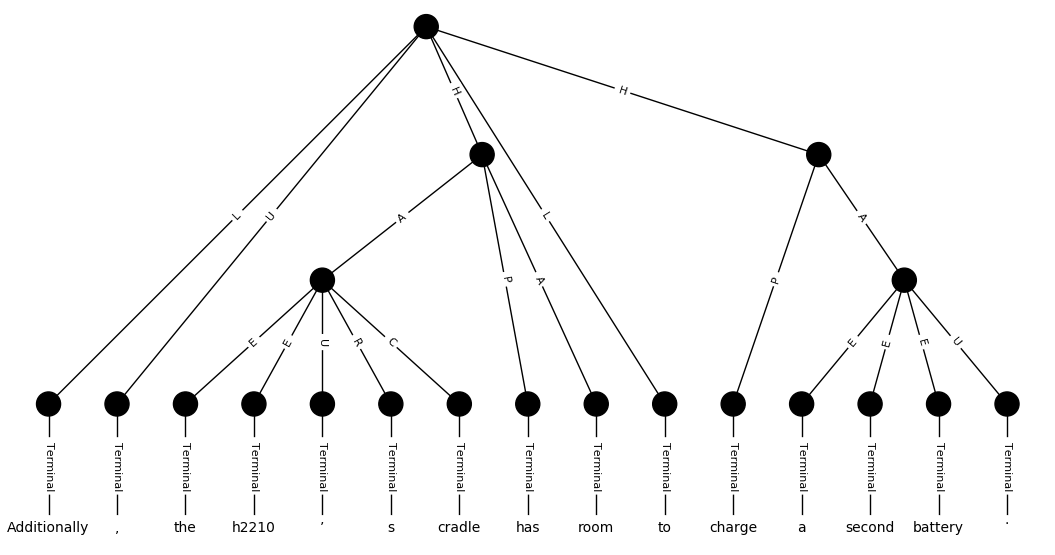 H
H
L U A L A
A P A P
E E U R C E E E U
Terminal Terminal Terminal Terminal Terminal Terminal Terminal Terminal Terminal Terminal Terminal Terminal Terminal Terminal Terminal
Additionally , the h2210 ' s cradle has room to charge a second battery .